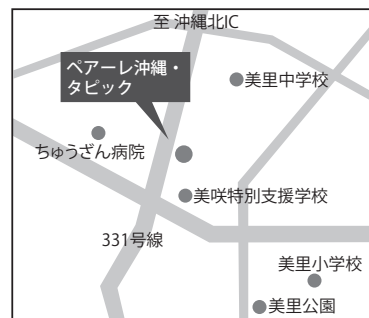 至 沖縄北IC
ペアーレ沖縄・
タピック
美里中学校
ちゅうざん病院
美咲特別支援学校
331号線
美里小学校
美里公園